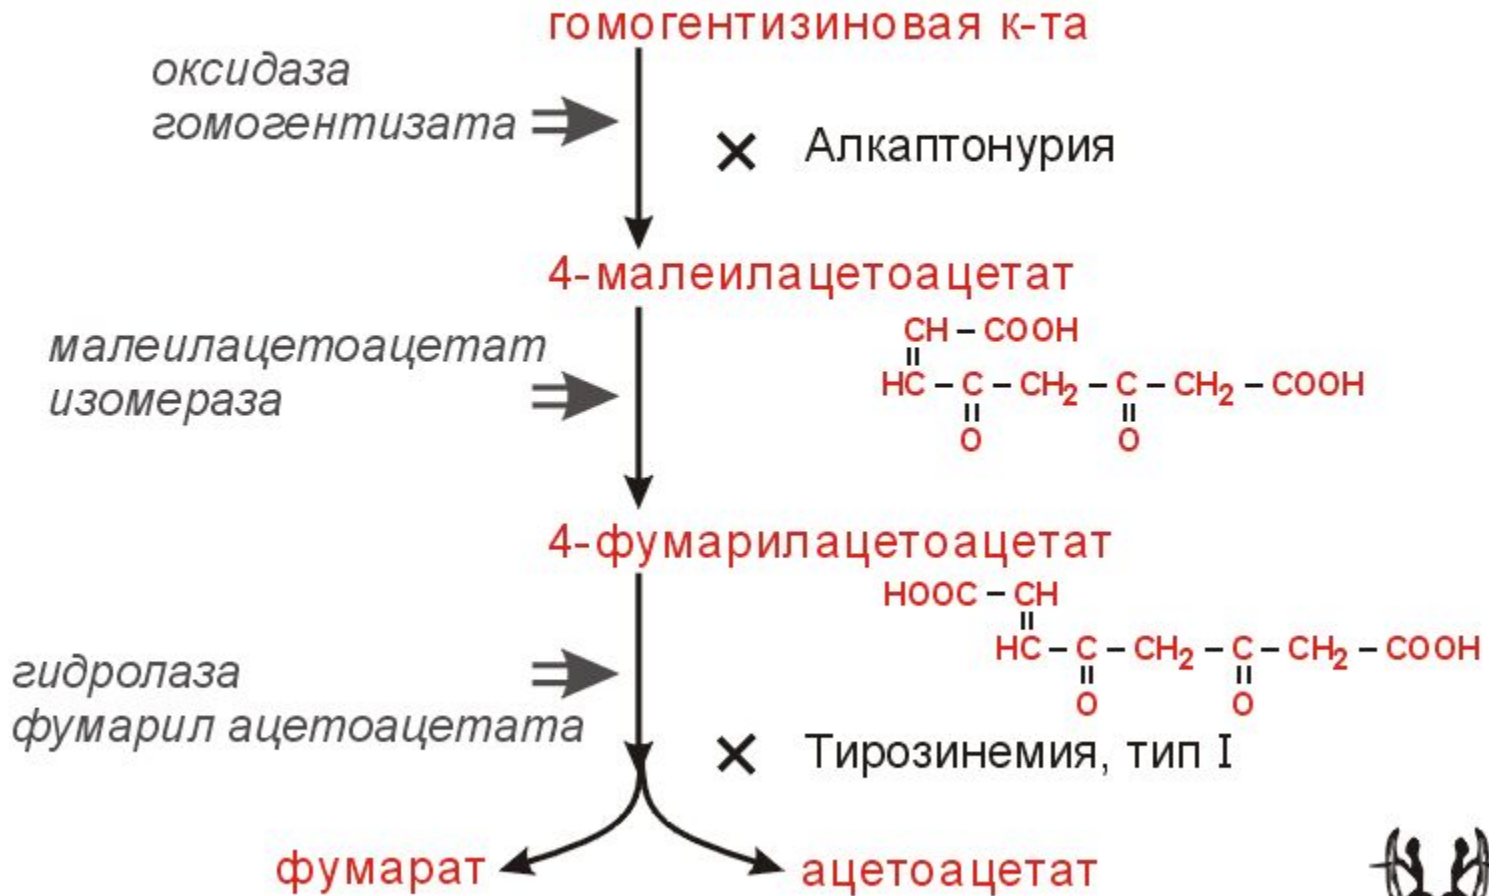 гомогентизиновая к-та
оксидаза
гомогентизата
× Алкаптонурия
4-малеилацетоацетат
CH – COOH
малеилацетоацетат
изомераза
HC – C – CH₂ – C – CH₂ – COOH
O O
4-фумарилацетоацетат
HOOC – CH
HC – C – CH₂ – C – CH₂ – COOH
O O
гидролаза
фумарил ацетоацетата
× Тирозинемия, тип I
фумарат
ацетоацетат